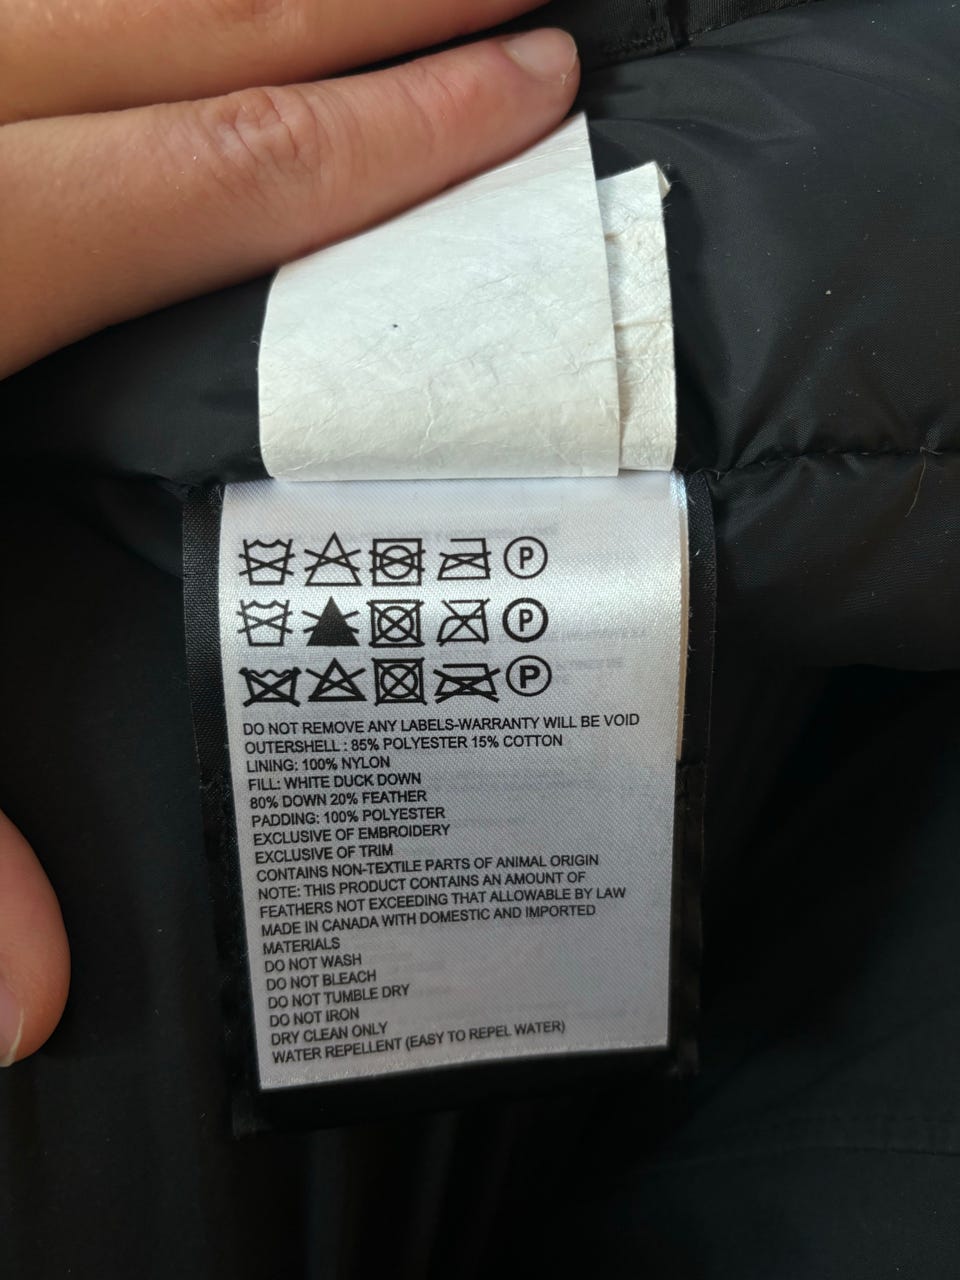 P
P
P
DO NOT REMOVE ANY LABELS-WARRANTY WILL BE VOID
OUTERSHELL : 85% POLYESTER 15% COTTON
LINING: 100% NYLON
FILL: WHITE DUCK DOWN
80% DOWN 20% FEATHER
PADDING: 100% POLYESTER
EXCLUSIVE OF EMBROIDERY
EXCLUSIVE OF TRIM
CONTAINS NON-TEXTILE PARTS OF ANIMAL ORIGIN
NOTE: THIS PRODUCT CONTAINS AN AMOUNT OF
FEATHERS NOT EXCEEDING THAT ALLOWABLE BY LAW
MADE IN CANADA WITH DOMESTIC AND IMPORTED
MATERIALS
DO NOT WASH
DO NOT BLEACH
DO NOT TUMBLE DRY
DO NOT IRON
DRY CLEAN ONLY
WATER REPELLENT (EASY TO REPEL WATER)